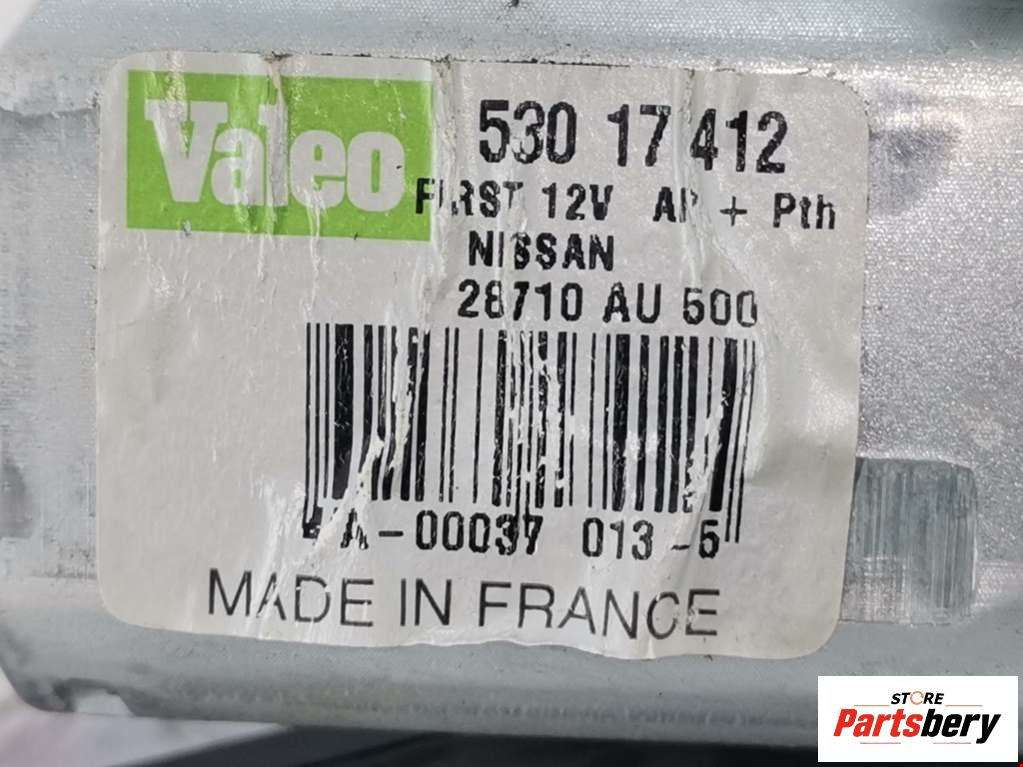 Valeo
530 17 412
FIRST 12V AR + Pth
NISSAN
28710 AU 500
A-00037 013-5
MADE IN FRANCE
STORE
Partsbery